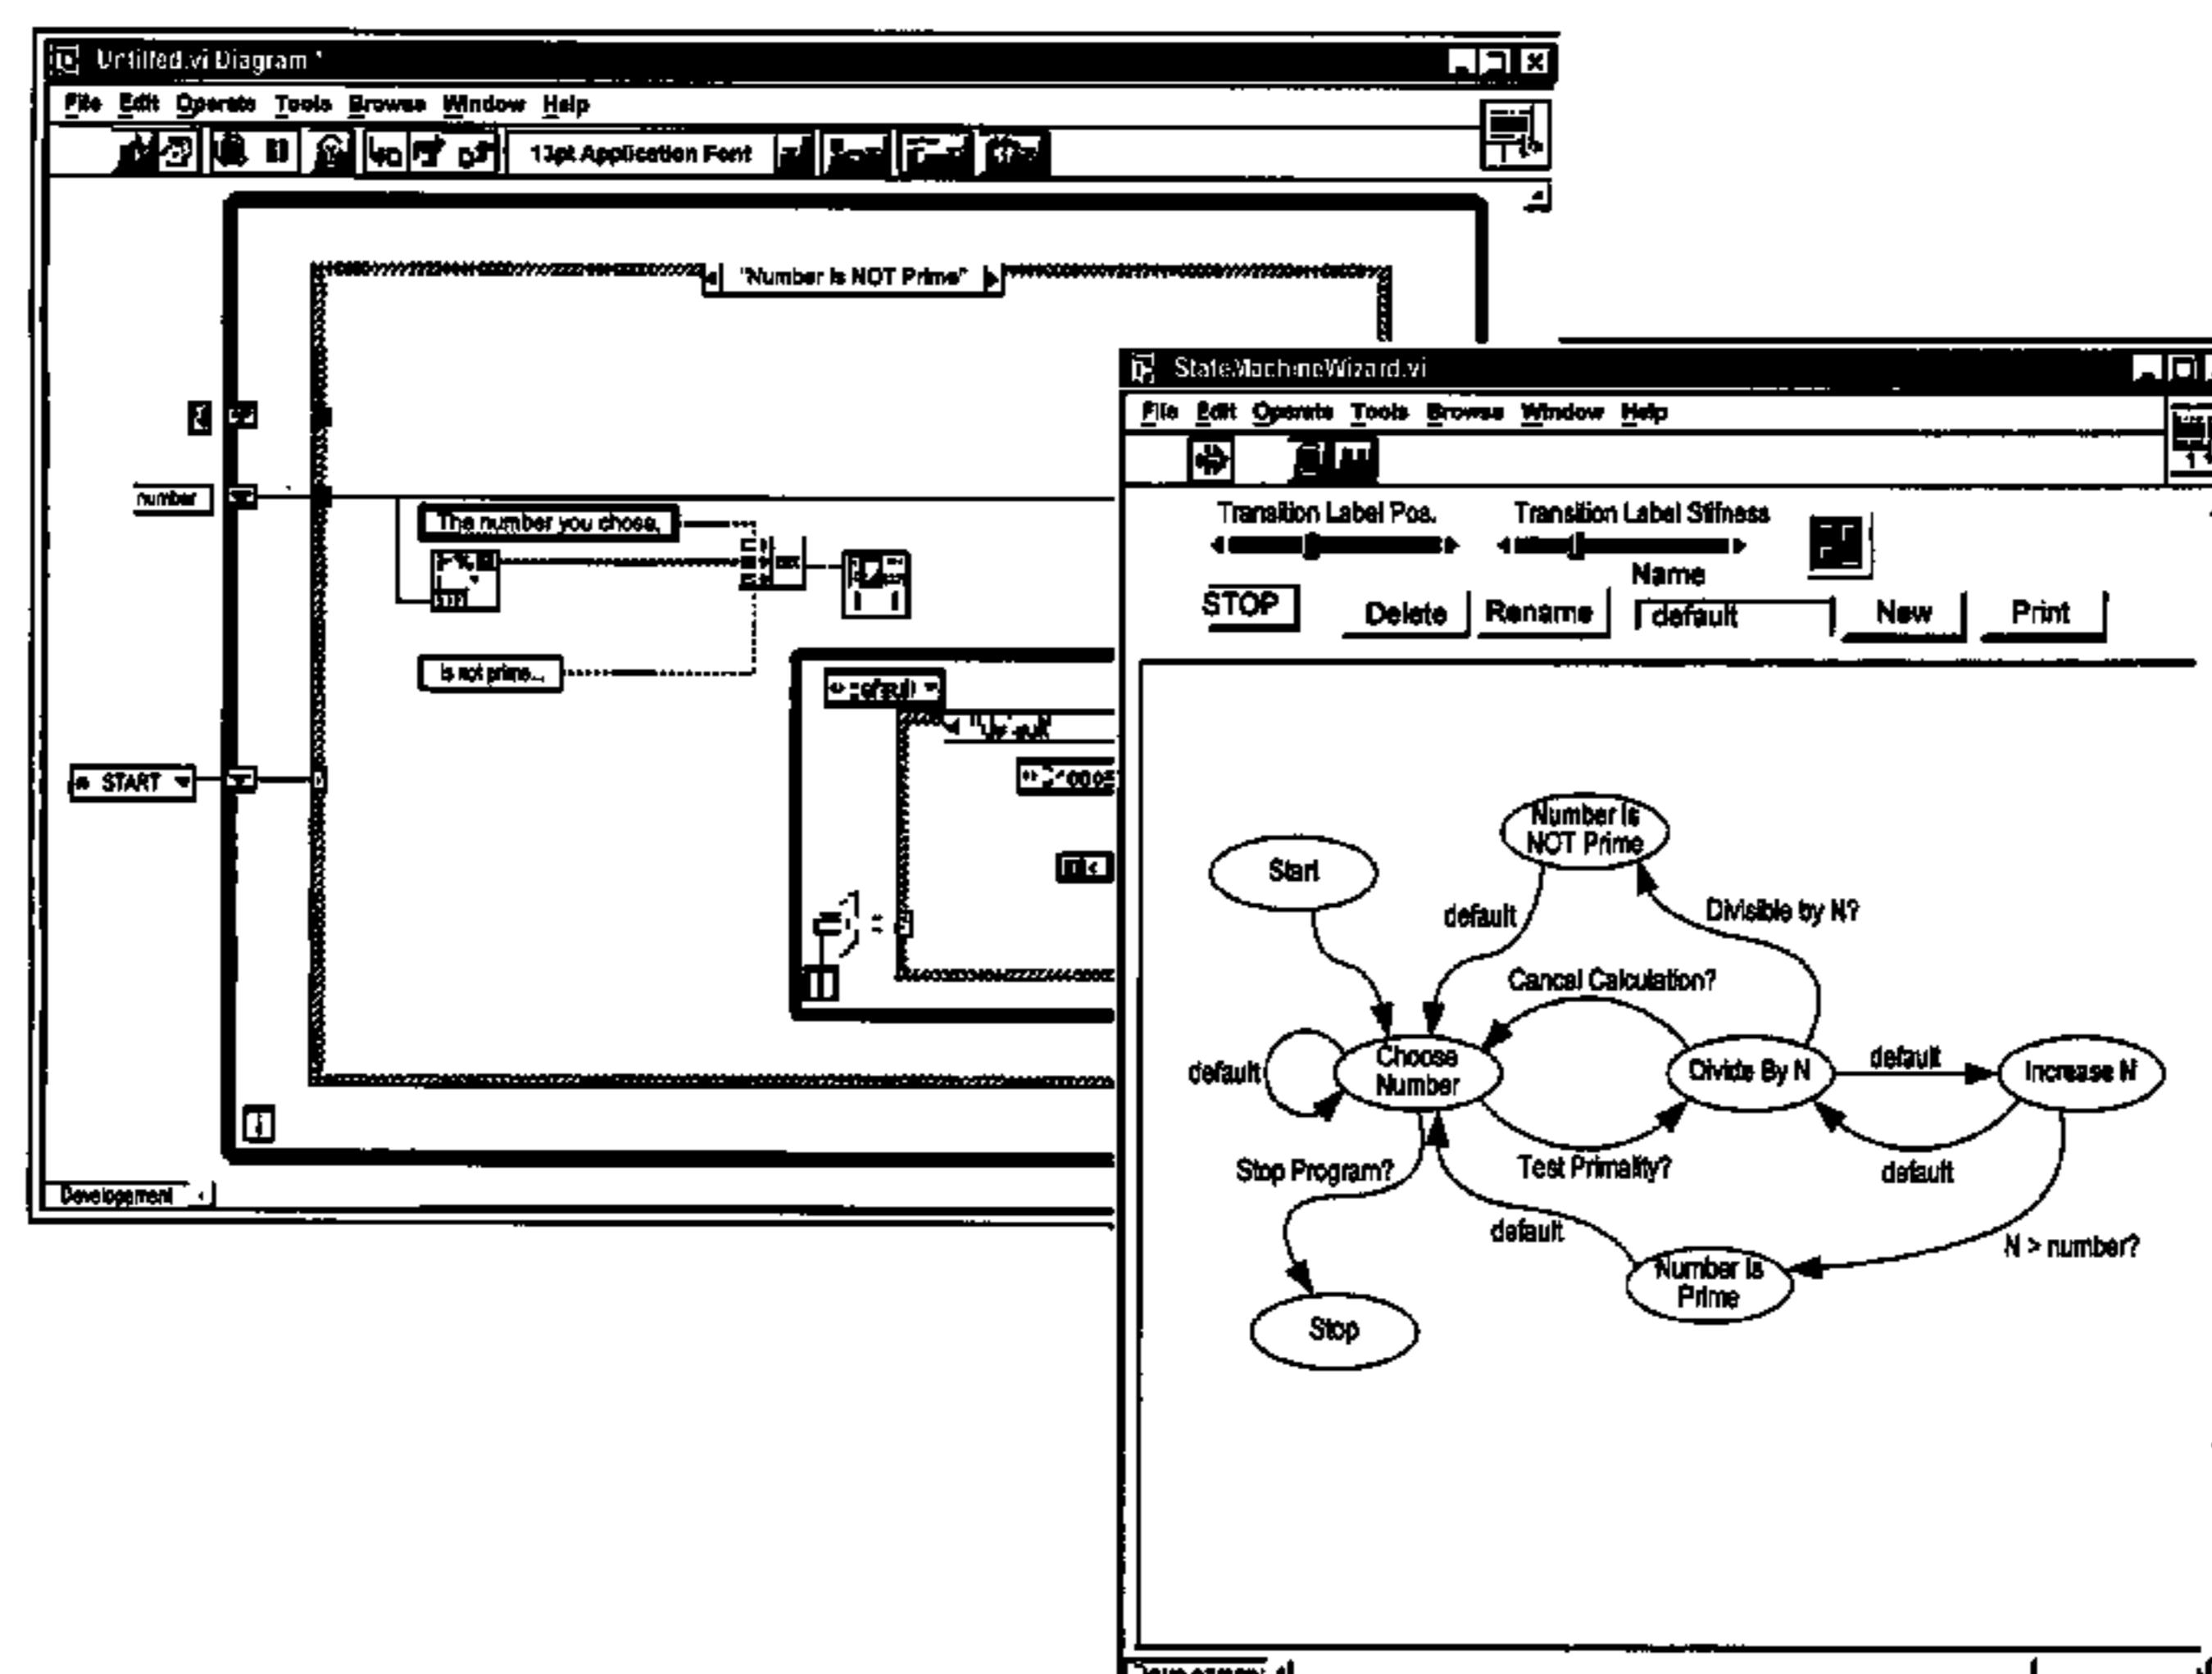 Untitled.vi Diagram *
File Edit Operate Tools Browse Window Help
13pt Application Font
"Number is NOT Prime"
number
The number you chose,
is not prime...
START
Developement
StateMachineWizard.vi
File Edit Operate Tools Browse Window Help
Transition Label Pos.
Transition Label Stifness
Name
STOP
Delete
Rename
default
New
Print
Number is
NOT Prime
Start
default
Divisible by N?
Cancel Calculation?
default
Choose
Number
Divide By N
default
Increase N
Stop Program?
Test Primality?
default
default
N > number?
Number is
Prime
Stop